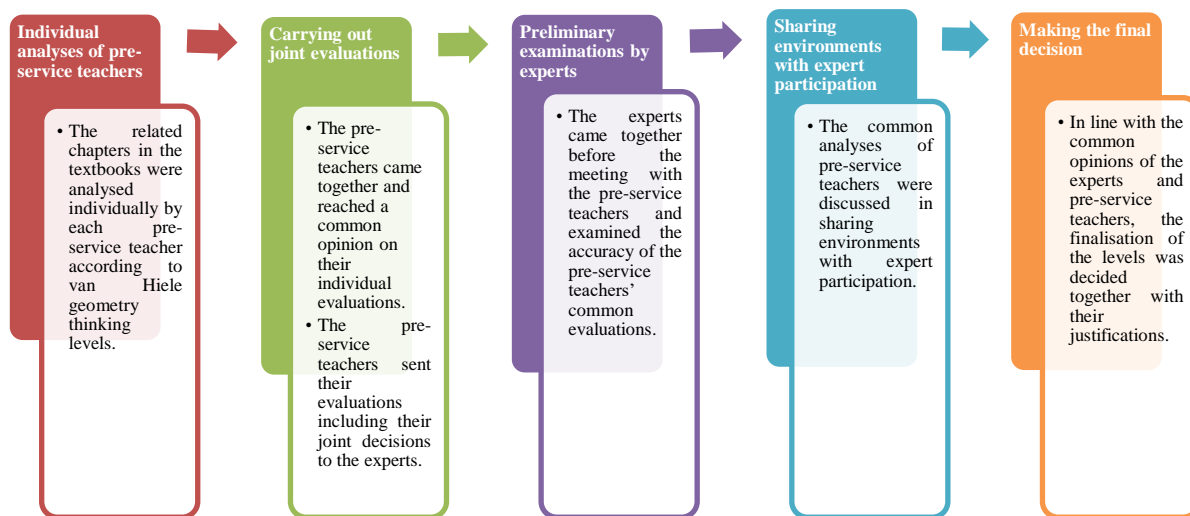 Individual
analyses of pre-
service teachers
• The related
chapters in the
textbooks were
analysed
individually by
each pre-
service teacher
according to
van Hiele
geometry
thinking
levels.
Carrying out
joint evaluations
• The pre-
service
teachers came
together and
reached a
common
opinion on
their individual
evaluations.
• The pre-
service
teachers sent
their
evaluations
including their
joint decisions
to the experts.
Preliminary
examinations by
experts
• The experts
came together
before the
meeting with
the pre-service
teachers and
examined the
accuracy of the
pre-service
teachers’
common
evaluations.
Sharing
environments
with expert
participation
• The common
analyses of
pre-service
teachers were
discussed in
sharing
environments
with expert
participation.
Making the final
decision
• In line with the
common
opinions of the
experts and
pre-service
teachers, the
finalisation of
the levels was
decided
together with
their
justifications.